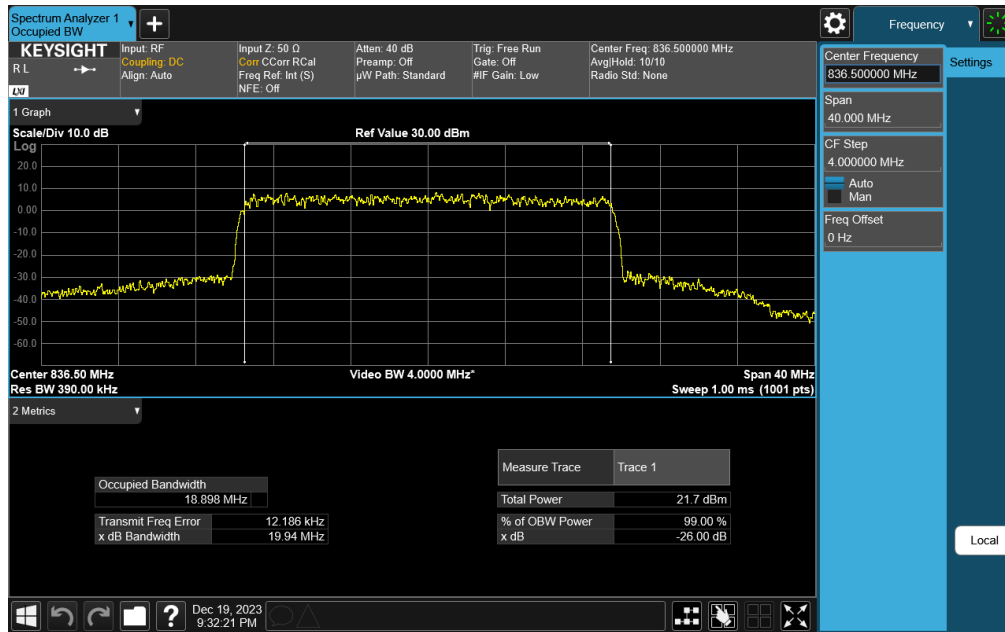 Spectrum Analyzer 1
Occupied BW
KEYSIGHT
R L
LXI
Input: RF
Coupling: DC
Align: Auto
Input Z: 50 Ω
Corr CCorr RCal
Freq Ref: Int (S)
NFE: Off
Atten: 40 dB
Preamp: Off
µW Path: Standard
Trig: Free Run
Gate: Off
#IF Gain: Low
Center Freq: 836.500000 MHz
Avg|Hold: 10/10
Radio Std: None
Frequency
Settings
Center Frequency
836.500000 MHz
Span
40.000 MHz
CF Step
4.000000 MHz
Auto
Man
Freq Offset
0 Hz
Local
1 Graph
Scale/Div 10.0 dB
Ref Value 30.00 dBm
Log
20.0
10.0
0.00
-10.0
-20.0
-30.0
-40.0
-50.0
-60.0
Center 836.50 MHz
Video BW 4.0000 MHz*
Span 40 MHz
Res BW 390.00 kHz
Sweep 1.00 ms (1001 pts)
2 Metrics
Occupied Bandwidth
18.898 MHz
Transmit Freq Error 12.186 kHz
x dB Bandwidth 19.94 MHz
Measure Trace Trace 1
Total Power 21.7 dBm
% of OBW Power 99.00 %
x dB -26.00 dB
?
Dec 19, 2023
9:32:21 PM